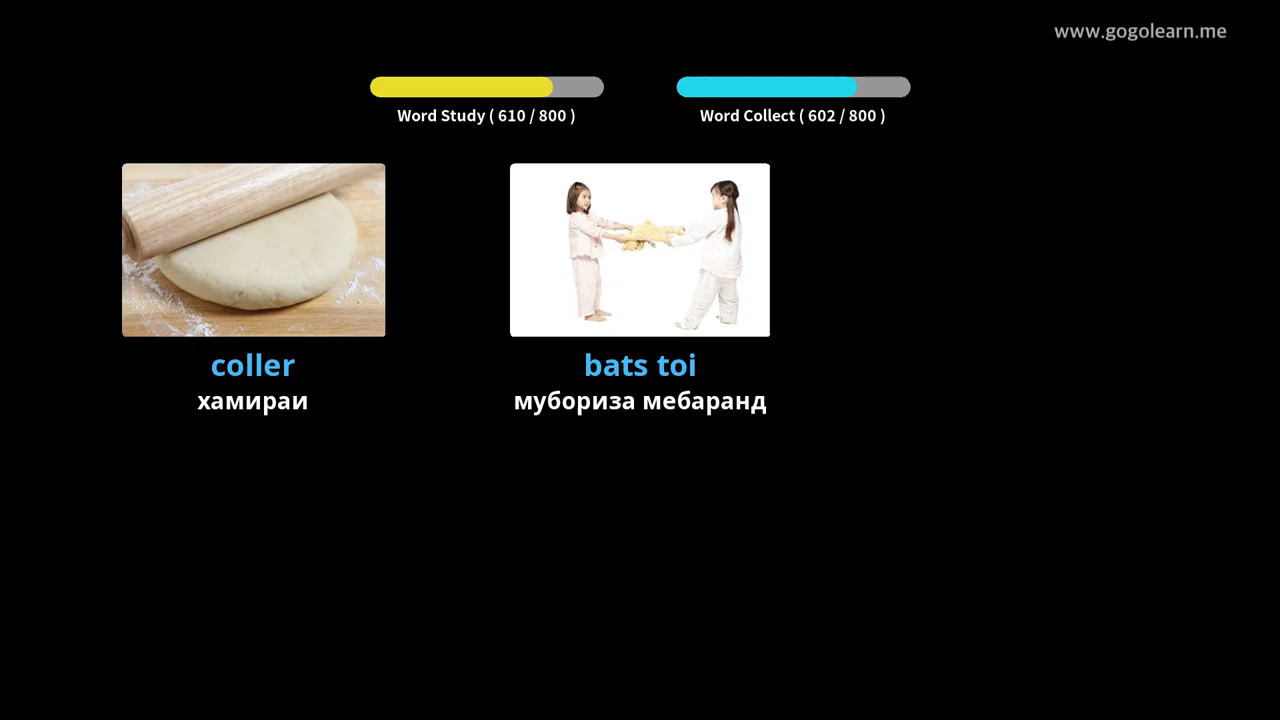 www.gogolearn.me
Word Study ( 610 / 800 )
Word Collect ( 602 / 800 )
coller
хамираи
bats toi
мубориза мебаранд